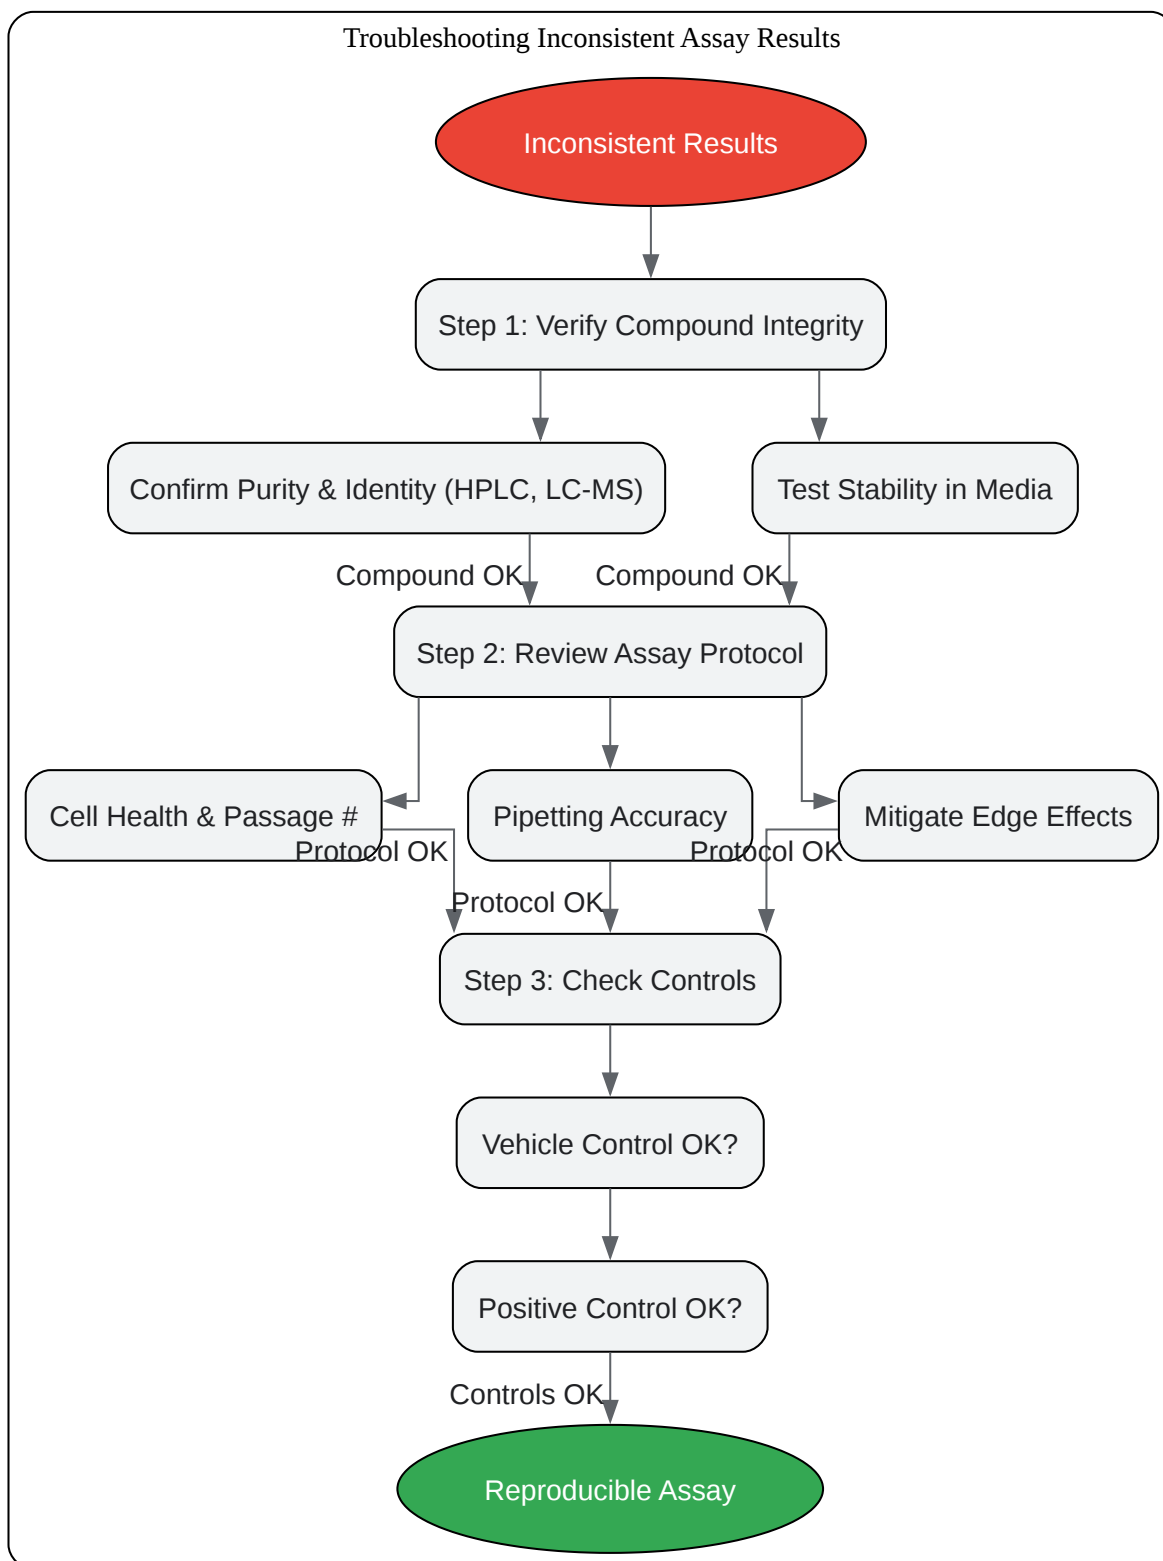 Troubleshooting Inconsistent Assay Results
Inconsistent Results
Step 1: Verify Compound Integrity
Confirm Purity & Identity (HPLC, LC-MS)
Test Stability in Media
Compound OK
Compound OK
Step 2: Review Assay Protocol
Cell Health & Passage #
Pipetting Accuracy
Mitigate Edge Effects
Protocol OK
Protocol OK
Protocol OK
Step 3: Check Controls
Vehicle Control OK?
Positive Control OK?
Controls OK
Reproducible Assay